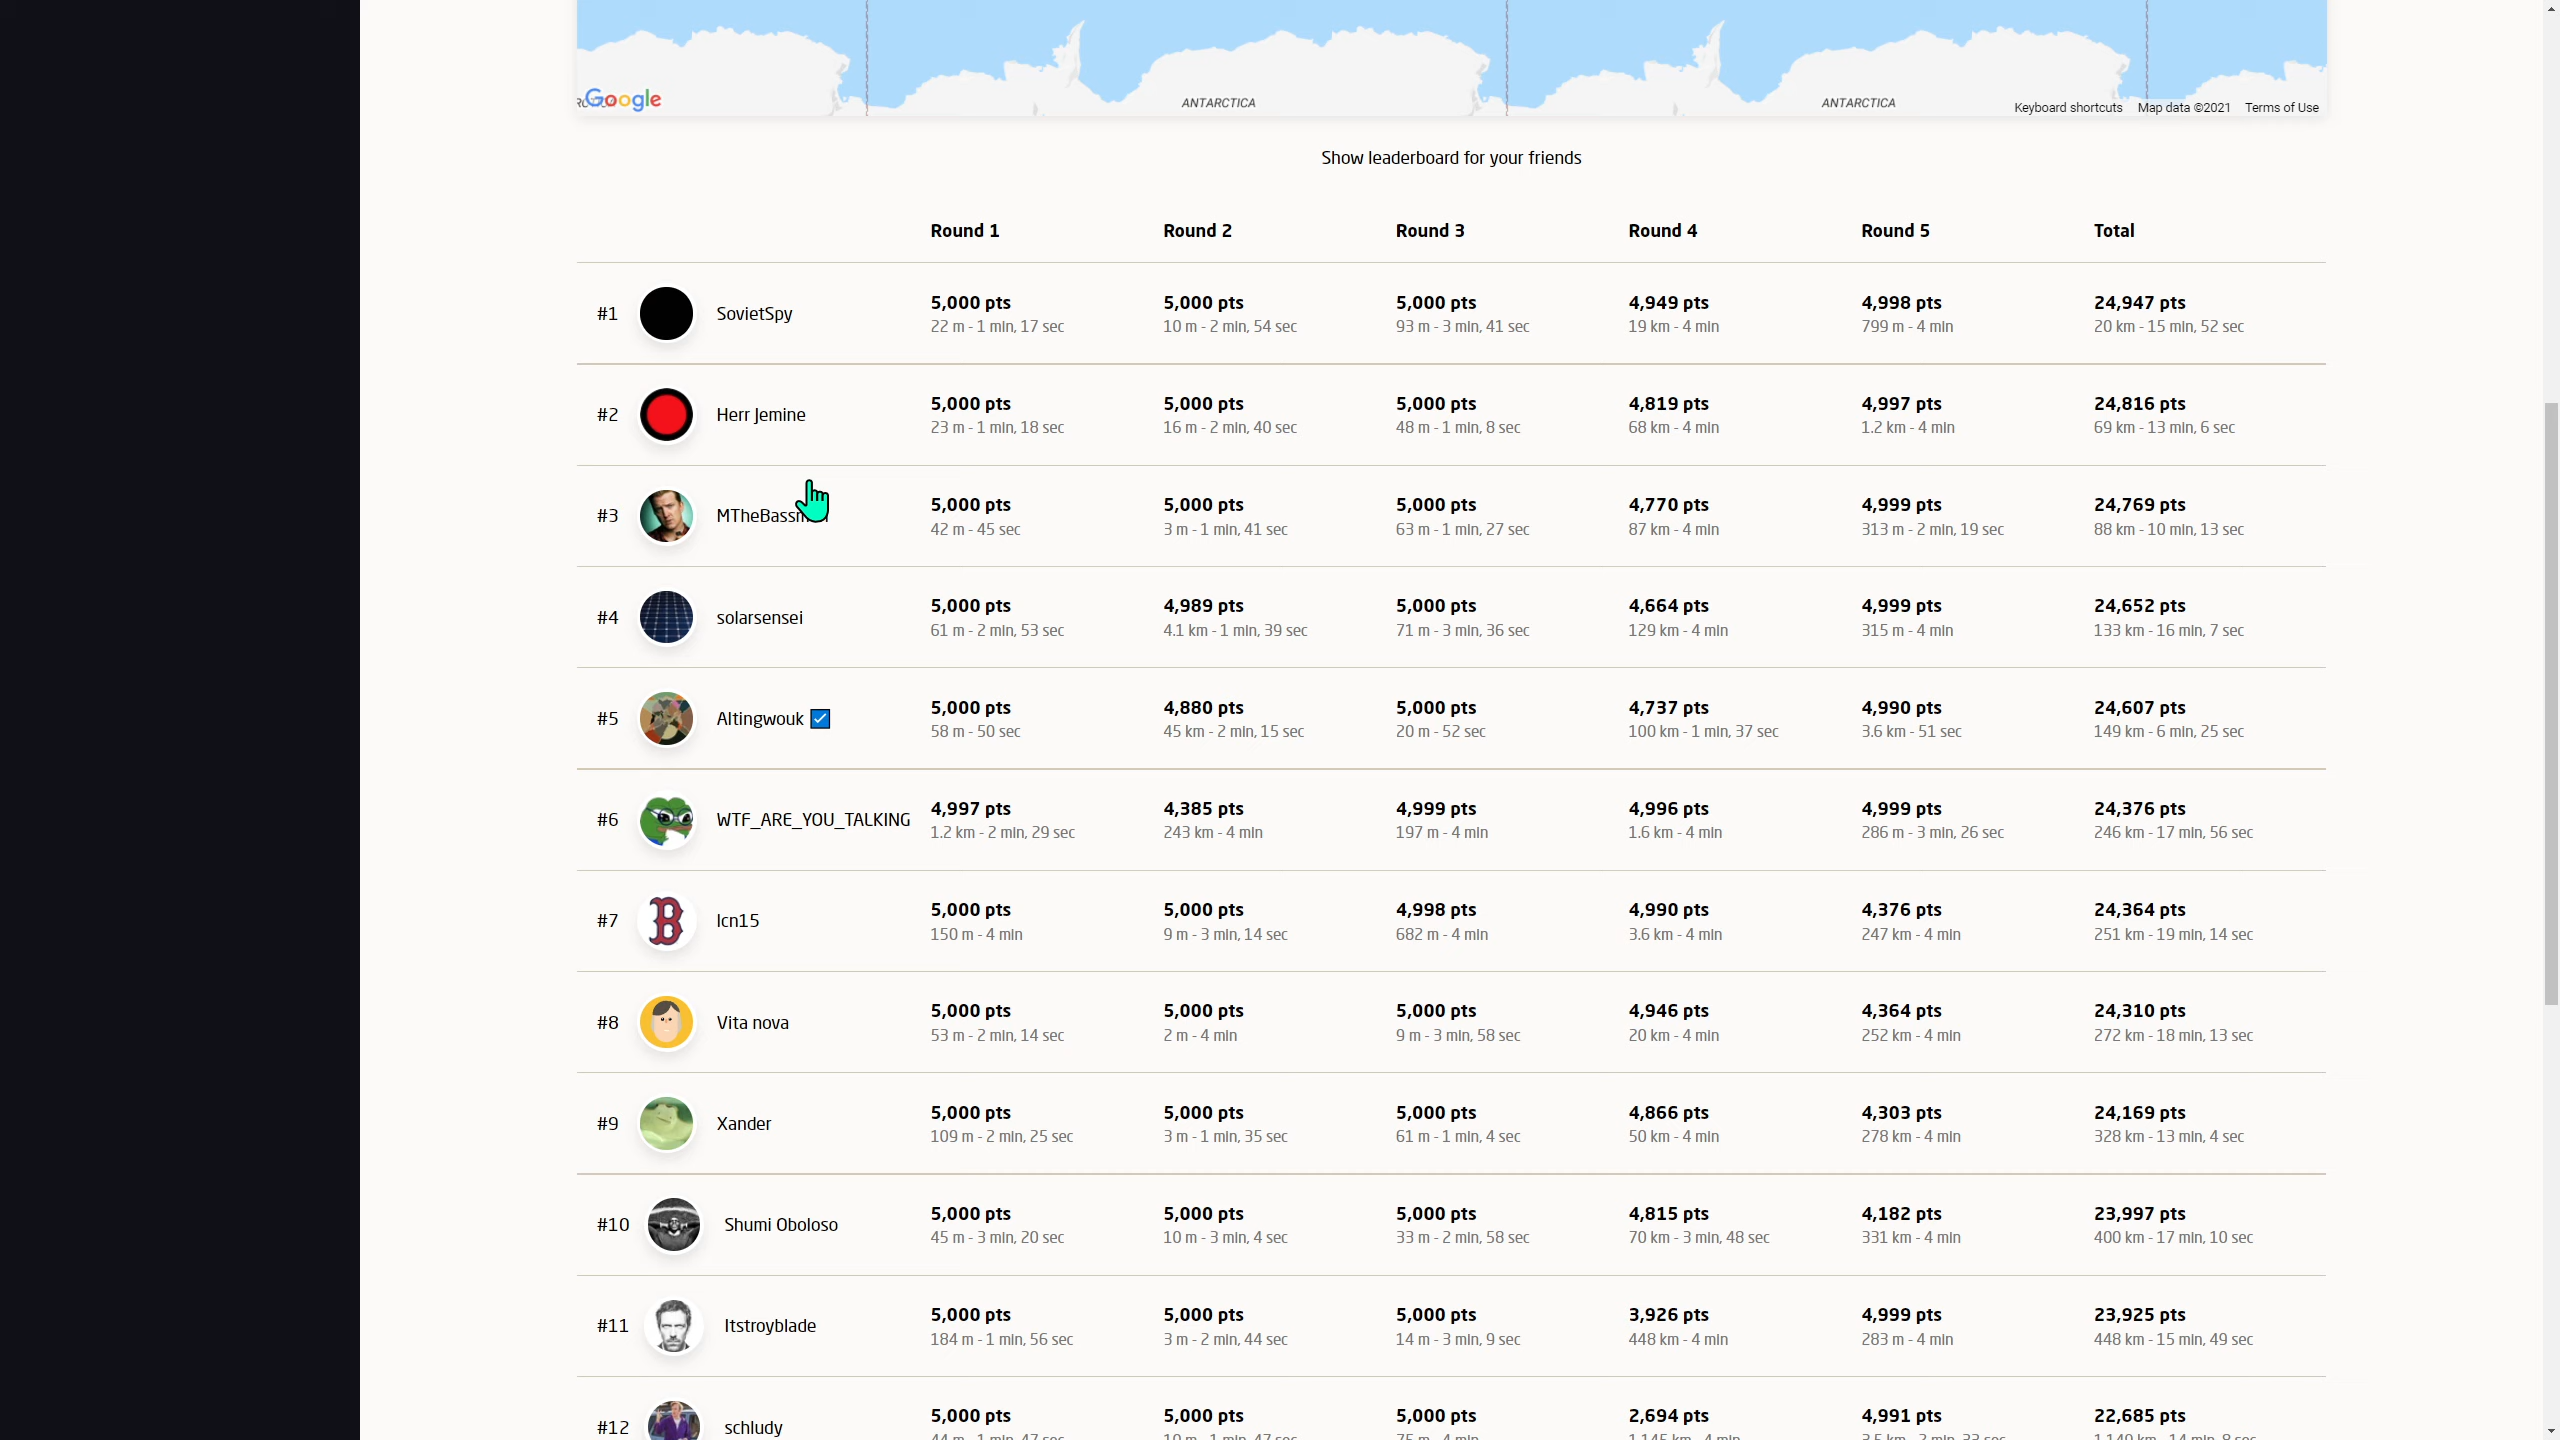 Google
ANTARCTICA
ANTARCTICA
Keyboard shortcuts Map data ©2021 Terms of Use
Show leaderboard for your friends
Round 1 Round 2 Round 3 Round 4 Round 5 Total
#1 SovietSpy 5,000 pts 5,000 pts 5,000 pts 4,949 pts 4,998 pts 24,947 pts
22 m - 1 min, 17 sec 10 m - 2 min, 54 sec 93 m - 3 min, 41 sec 19 km - 4 min 799 m - 4 min 20 km - 15 min, 52 sec
#2 Herr Jemine 5,000 pts 5,000 pts 5,000 pts 4,819 pts 4,997 pts 24,816 pts
23 m - 1 min, 18 sec 16 m - 2 min, 40 sec 48 m - 1 min, 8 sec 68 km - 4 min 1.2 km - 4 min 69 km - 13 min, 6 sec
#3 5,000 pts 5,000 pts 5,000 pts 4,770 pts 4,999 pts 24,769 pts
42 m - 45 sec 3 m - 1 min, 41 sec 63 m - 1 min, 27 sec 87 km - 4 min 313 m - 2 min, 19 sec 88 km - 10 min, 13 sec
#4 solarsensei 5,000 pts 4,989 pts 5,000 pts 4,664 pts 4,999 pts 24,652 pts
61 m - 2 min, 53 sec 4.1 km - 1 min, 39 sec 71 m - 3 min, 36 sec 129 km - 4 min 315 m - 4 min 133 km - 16 min, 7 sec
#5 Altingwouk 5,000 pts 4,880 pts 5,000 pts 4,737 pts 4,990 pts 24,607 pts
58 m - 50 sec 45 km - 2 min, 15 sec 20 m - 52 sec 100 km - 1 min, 37 sec 3.6 km - 51 sec 149 km - 6 min, 25 sec
#6 WTF_ARE_YOU_TALKING 4,997 pts 4,385 pts 4,999 pts 4,996 pts 4,999 pts 24,376 pts
1.2 km - 2 min, 29 sec 243 km - 4 min 197 m - 4 min 1.6 km - 4 min 286 m - 3 min, 26 sec 246 km - 17 min, 56 sec
#7 lcn15 5,000 pts 5,000 pts 4,998 pts 4,990 pts 4,376 pts 24,364 pts
150 m - 4 min 9 m - 3 min, 14 sec 682 m - 4 min 3.6 km - 4 min 247 km - 4 min 251 km - 19 min, 14 sec
#8 Vita nova 5,000 pts 5,000 pts 5,000 pts 4,946 pts 4,364 pts 24,310 pts
53 m - 2 min, 14 sec 2 m - 4 min 9 m - 3 min, 58 sec 20 km - 4 min 252 km - 4 min 272 km - 18 min, 13 sec
#9 Xander 5,000 pts 5,000 pts 5,000 pts 4,866 pts 4,303 pts 24,169 pts
109 m - 2 min, 25 sec 3 m - 1 min, 35 sec 61 m - 1 min, 4 sec 50 km - 4 min 278 km - 4 min 328 km - 13 min, 4 sec
#10 Shumi Oboloso 5,000 pts 5,000 pts 5,000 pts 4,815 pts 4,182 pts 23,997 pts
45 m - 3 min, 20 sec 10 m - 3 min, 4 sec 33 m - 2 min, 58 sec 70 km - 3 min, 48 sec 331 km - 4 min 400 km - 17 min, 10 sec
#11 Itstroyblade 5,000 pts 5,000 pts 5,000 pts 3,926 pts 4,999 pts 23,925 pts
184 m - 1 min, 56 sec 3 m - 2 min, 44 sec 14 m - 3 min, 9 sec 448 km - 4 min 283 m - 4 min 448 km - 15 min, 49 sec
#12 schludy 5,000 pts 5,000 pts 5,000 pts 2,694 pts 4,991 pts 22,685 pts